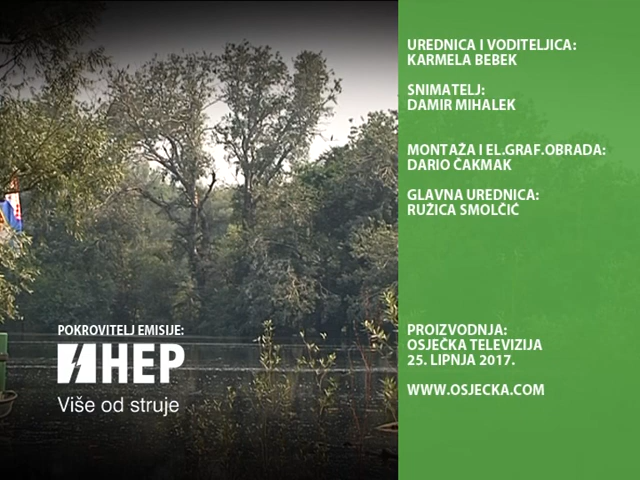 UREDNICA I VODITELJICA:
KARMELA BEBEK
SNIMATELJ:
DAMIR MIHALEK
MONTAŽA I EL.GRAF.OBRADA:
DARIO ČAKMAK
GLAVNA UREDNICA:
RUŽICA SMOLČIĆ
POKROVITELJ EMISIJE:
HEP
Više od struje
PROIZVODNJA:
OSJEČKA TELEVIZIJA
25. LIPNJA 2017.
WWW.OSJECKA.COM